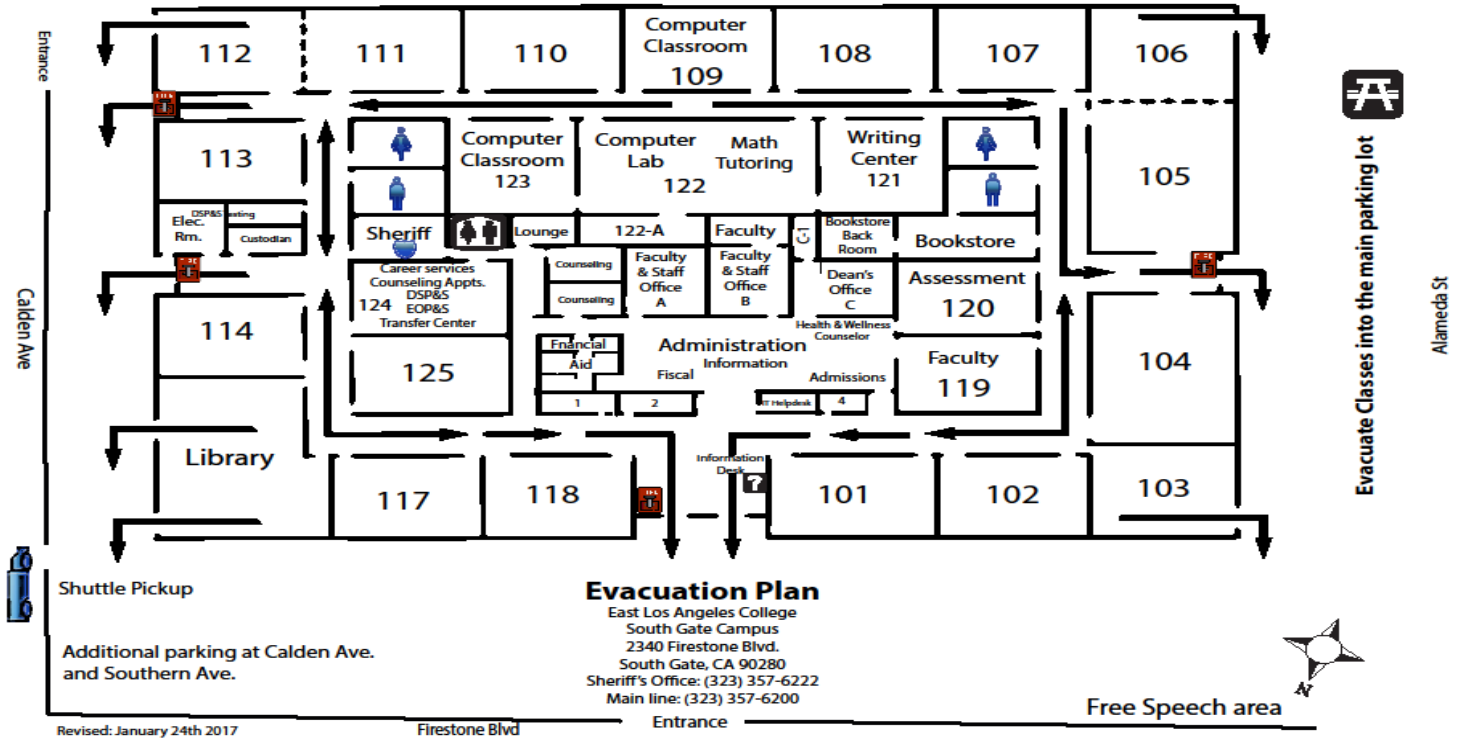 Entrance
112
111
110
Computer
Classroom
109
108
107
106
113
Computer
Classroom
123
Computer
Lab
Math
Tutoring
122
Writing
Center
121
105
Elec.
Rm.
DSP&S
Custodian
Sheriff
Lounge
122-A
Faculty
C-1
Bookstore
Back
Room
Bookstore
Career services
Counseling Appts.
124
DSP&S
EOP&S
Transfer Center
Counseling
Counseling
Faculty
& Staff
Office
A
Faculty
& Staff
Office
B
Dean's
Office
C
Assessment
120
Health & Wellness
Counselor
114
125
Fnancial
Aid
Administration
Information
Fiscal
Admissions
Faculty
119
104
1
2
IT Helpdesk
4
Library
117
118
Information
Desk
?
101
102
103
Calden Ave
Evacuate Classes into the main parking lot
Alameda St
Shuttle Pickup
Additional parking at Calden Ave.
and Southern Ave.
Evacuation Plan
East Los Angeles College
South Gate Campus
2340 Firestone Blvd.
South Gate, CA 90280
Sheriff's Office: (323) 357-6222
Main line: (323) 357-6200
N
Free Speech area
Revised: January 24th 2017
Firestone Blvd
Entrance